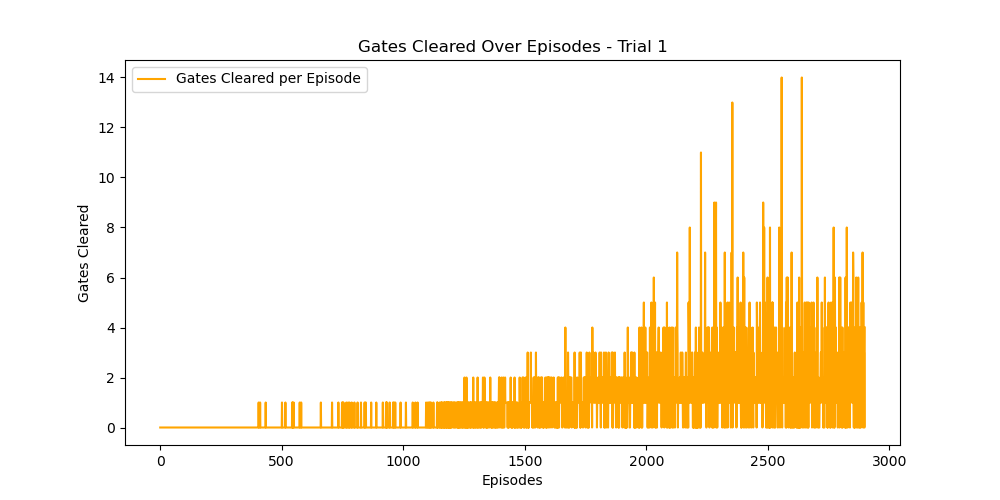 Gates Cleared Over Episodes - Trial 1
Gates Cleared per Episode
14
12
10
8
6
4
2
0
Gates Cleared
0 500 1000 1500 2000 2500 3000
Episodes